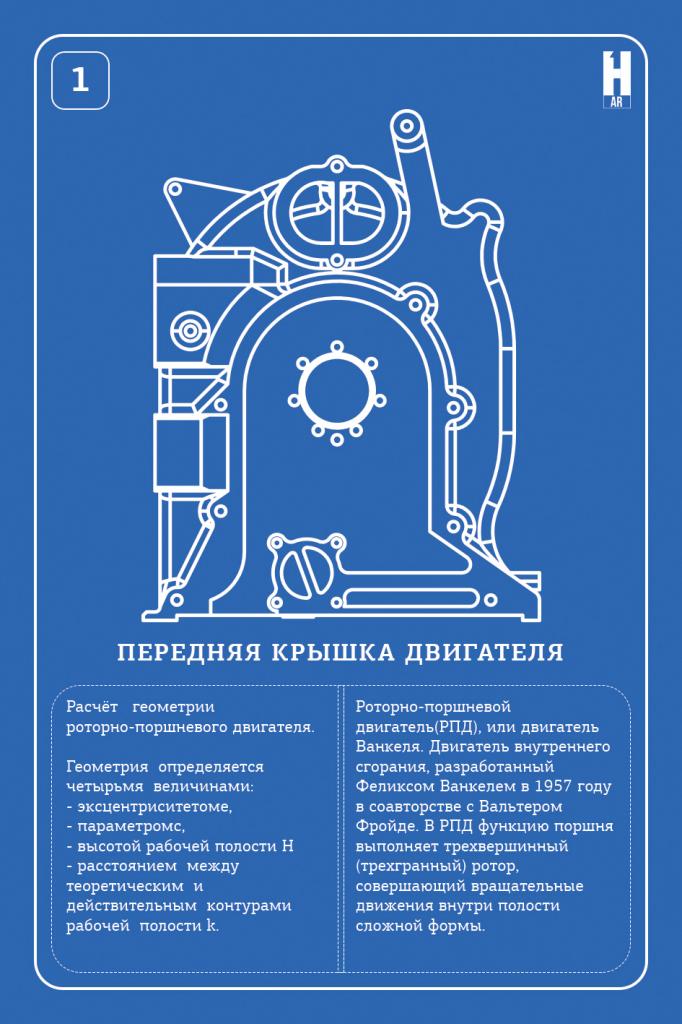 1
H
AR
ПЕРЕДНЯЯ КРЫШКА ДВИГАТЕЛЯ
Расчёт геометрии
роторно-поршневого двигателя.
Геометрия определяется
четырьмя величинами:
- эксцентриситетоме,
- параметромс,
- высотой рабочей полости H
- расстоянием между
теоретическим и
действительным контурами
рабочей полости k.
Роторно-поршневой
двигатель(РПД), или двигатель
Ванкеля. Двигатель внутреннего
сгорания, разработанный
Феликсом Ванкелем в 1957 году
в соавторстве с Вальтером
Фройде. В РПД функцию поршня
выполняет трехвершинный
(трехгранный) ротор,
совершающий вращательные
движения внутри полости
сложной формы.